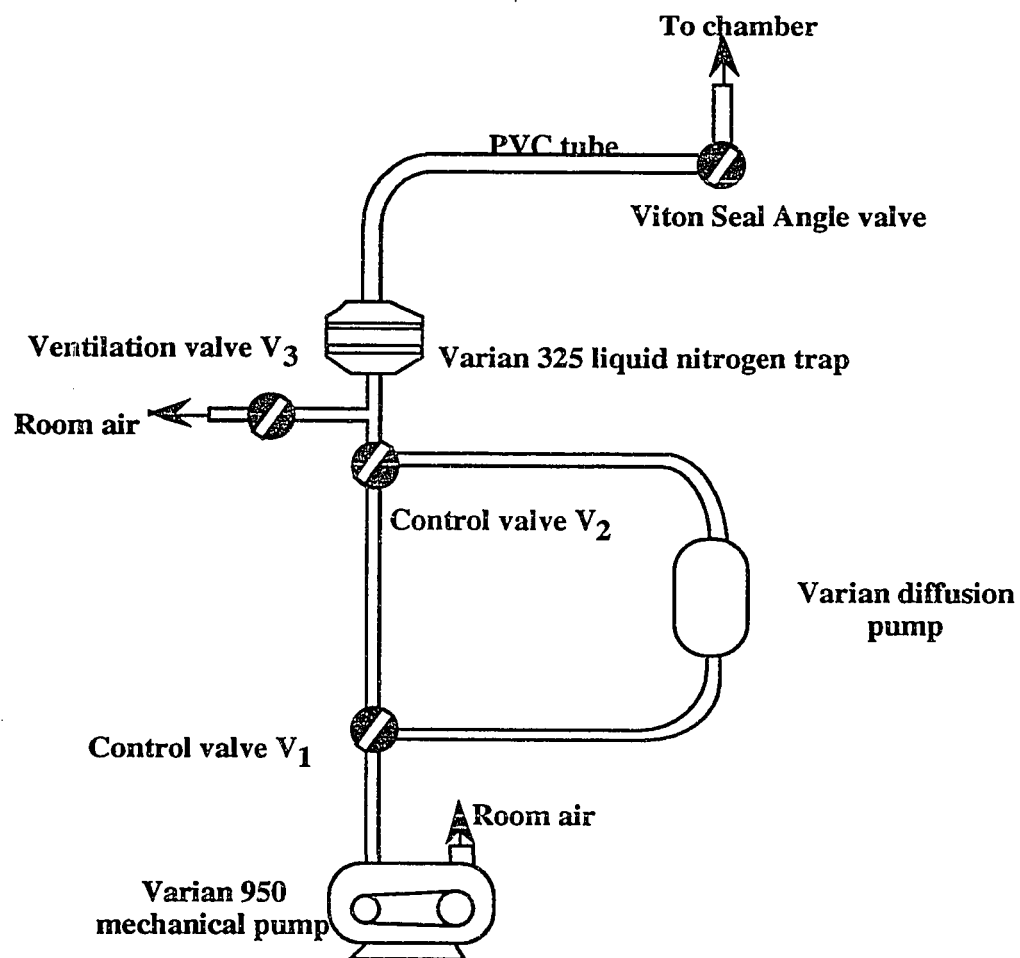 To chamber
PVC tube
Viton Seal Angle valve
Ventilation valve V3
Varian 325 liquid nitrogen trap
Room air
Control valve V2
Varian diffusion
pump
Control valve V1
Room air
Varian 950
mechanical pump